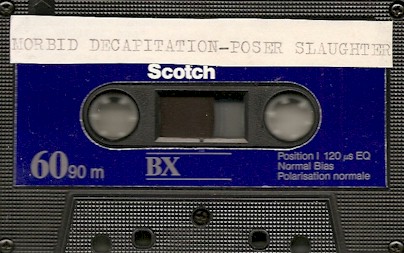 MORBID DECAPITATION-POSER SLAUGHTER
Scotch
60 90 m
BX
Position I 120 µs EQ
Normal Bias
Polarisation normale